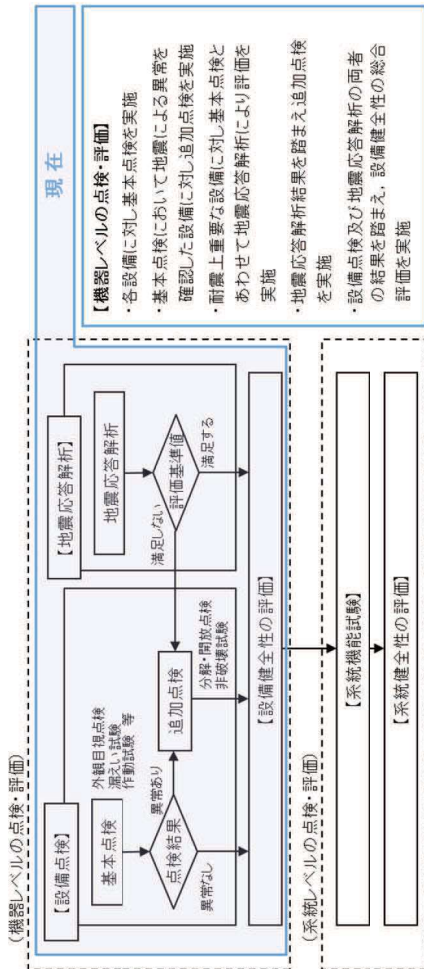 （機器レベルの点検・評価）
【設備点検】
基本点検
外観目視点検
漏えい試験
作動試験　等
点検結果
異常あり
異常なし
追加点検
分解・開放点検
非破壊試験
【地震応答解析】
地震応答解析
評価基準値
満足しない
満足する
【設備健全性の評価】
（系統レベルの点検・評価）
【系統機能試験】
【系統健全性の評価】
現在
【機器レベルの点検・評価】
・各設備に対し基本点検を実施
・基本点検において地震による異常を
確認した設備に対し追加点検を実施
・耐震上重要な設備に対し基本点検と
あわせて地震応答解析により評価を
実施
・地震応答解析結果を踏まえ追加点検
を実施
・設備点検及び地震応答解析の両者
の結果を踏まえ，設備健全性の総合
評価を実施